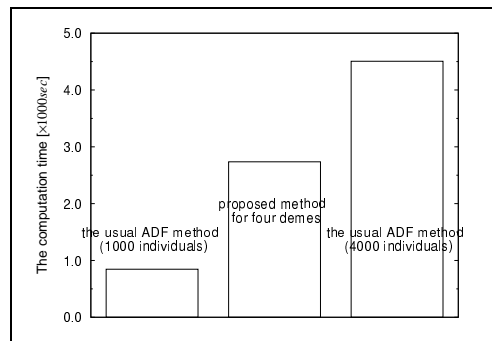 5.0
4.0
3.0
2.0
1.0
0.0
The computation time [×1000sec]
the usual ADF method
(1000 individuals)
proposed method
for four demes
the usual ADF method
(4000 individuals)